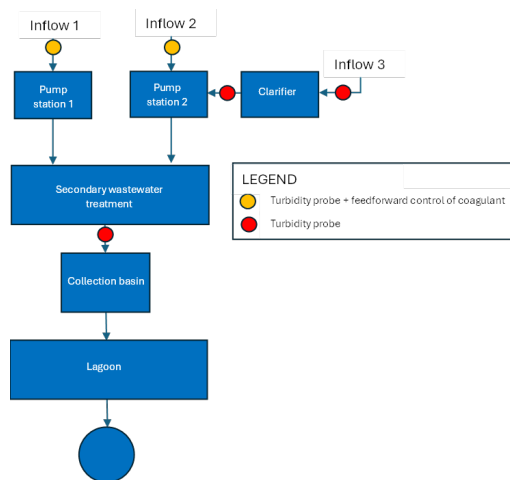 Inflow 1
Inflow 2
Inflow 3
Pump
station 1
Pump
station 2
Clarifier
Secondary wastewater
treatment
LEGEND
Turbidity probe + feedforward control of coagulant
Turbidity probe
Collection basin
Lagoon